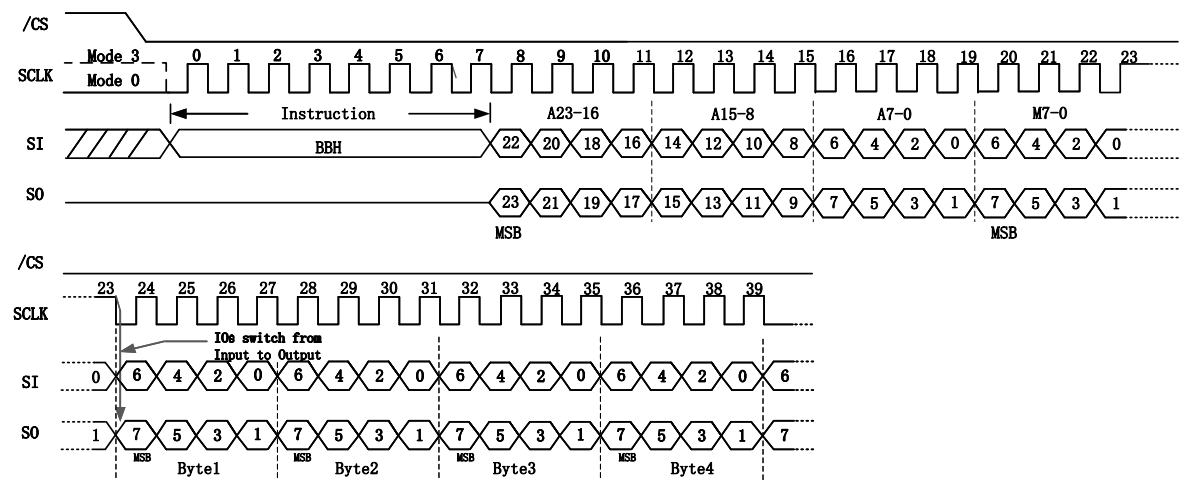 /CS
Mode 3 0 1 2 3 4 5 6 7 8 9 10 11 12 13 14 15 16 17 18 19 20 21 22 23
SCLK
Mode 0
Instruction A23-16 A15-8 A7-0 M7-0
SI BBH 22 20 18 16 14 12 10 8 6 4 2 0 6 4 2 0
SO 23 21 19 17 15 13 11 9 7 5 3 1 7 5 3 1
MSB MSB
/CS
23 24 25 26 27 28 29 30 31 32 33 34 35 36 37 38 39
SCLK
IOs switch from
Input to Output
SI 0 6 4 2 0 6 4 2 0 6 4 2 0 6 4 2 0 6
SO 1 7 5 3 1 7 5 3 1 7 5 3 1 7 5 3 1 7
MSB MSB MSB MSB
Byte1 Byte2 Byte3 Byte4